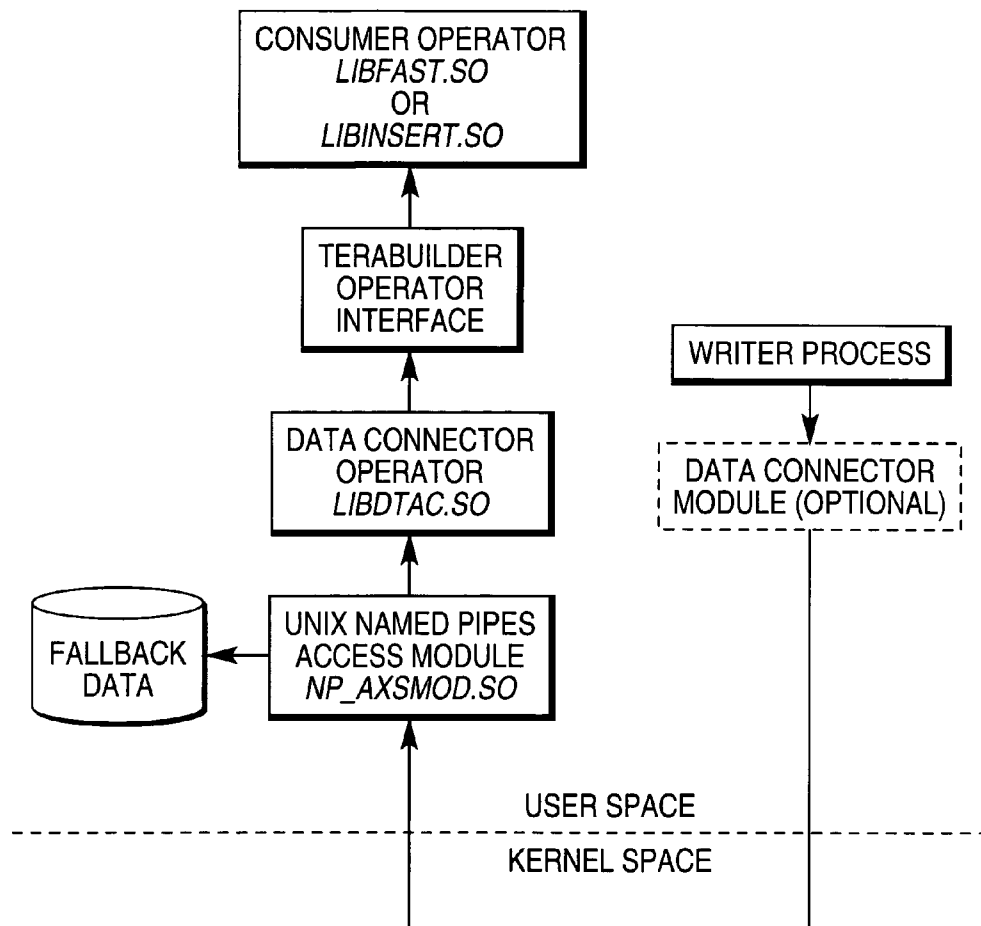 CONSUMER OPERATOR
LIBFAST.SO
OR
LIBINSERT.SO
TERABUILDER
OPERATOR
INTERFACE
WRITER PROCESS
DATA CONNECTOR
OPERATOR
LIBDTAC.SO
DATA CONNECTOR
MODULE (OPTIONAL)
FALLBACK
DATA
UNIX NAMED PIPES
ACCESS MODULE
NP_AXSMOD.SO
USER SPACE
KERNEL SPACE